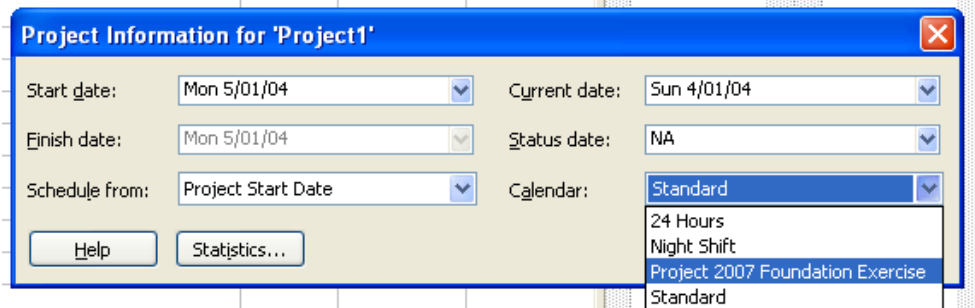 Project Information for 'Project1'
Start date: Mon 5/01/04 Current date: Sun 4/01/04
Finish date: Mon 5/01/04 Status date: NA
Schedule from: Project Start Date Calendar: Standard
24 Hours
Help Statistics... Night Shift
Project 2007 Foundation Exercise
Standard